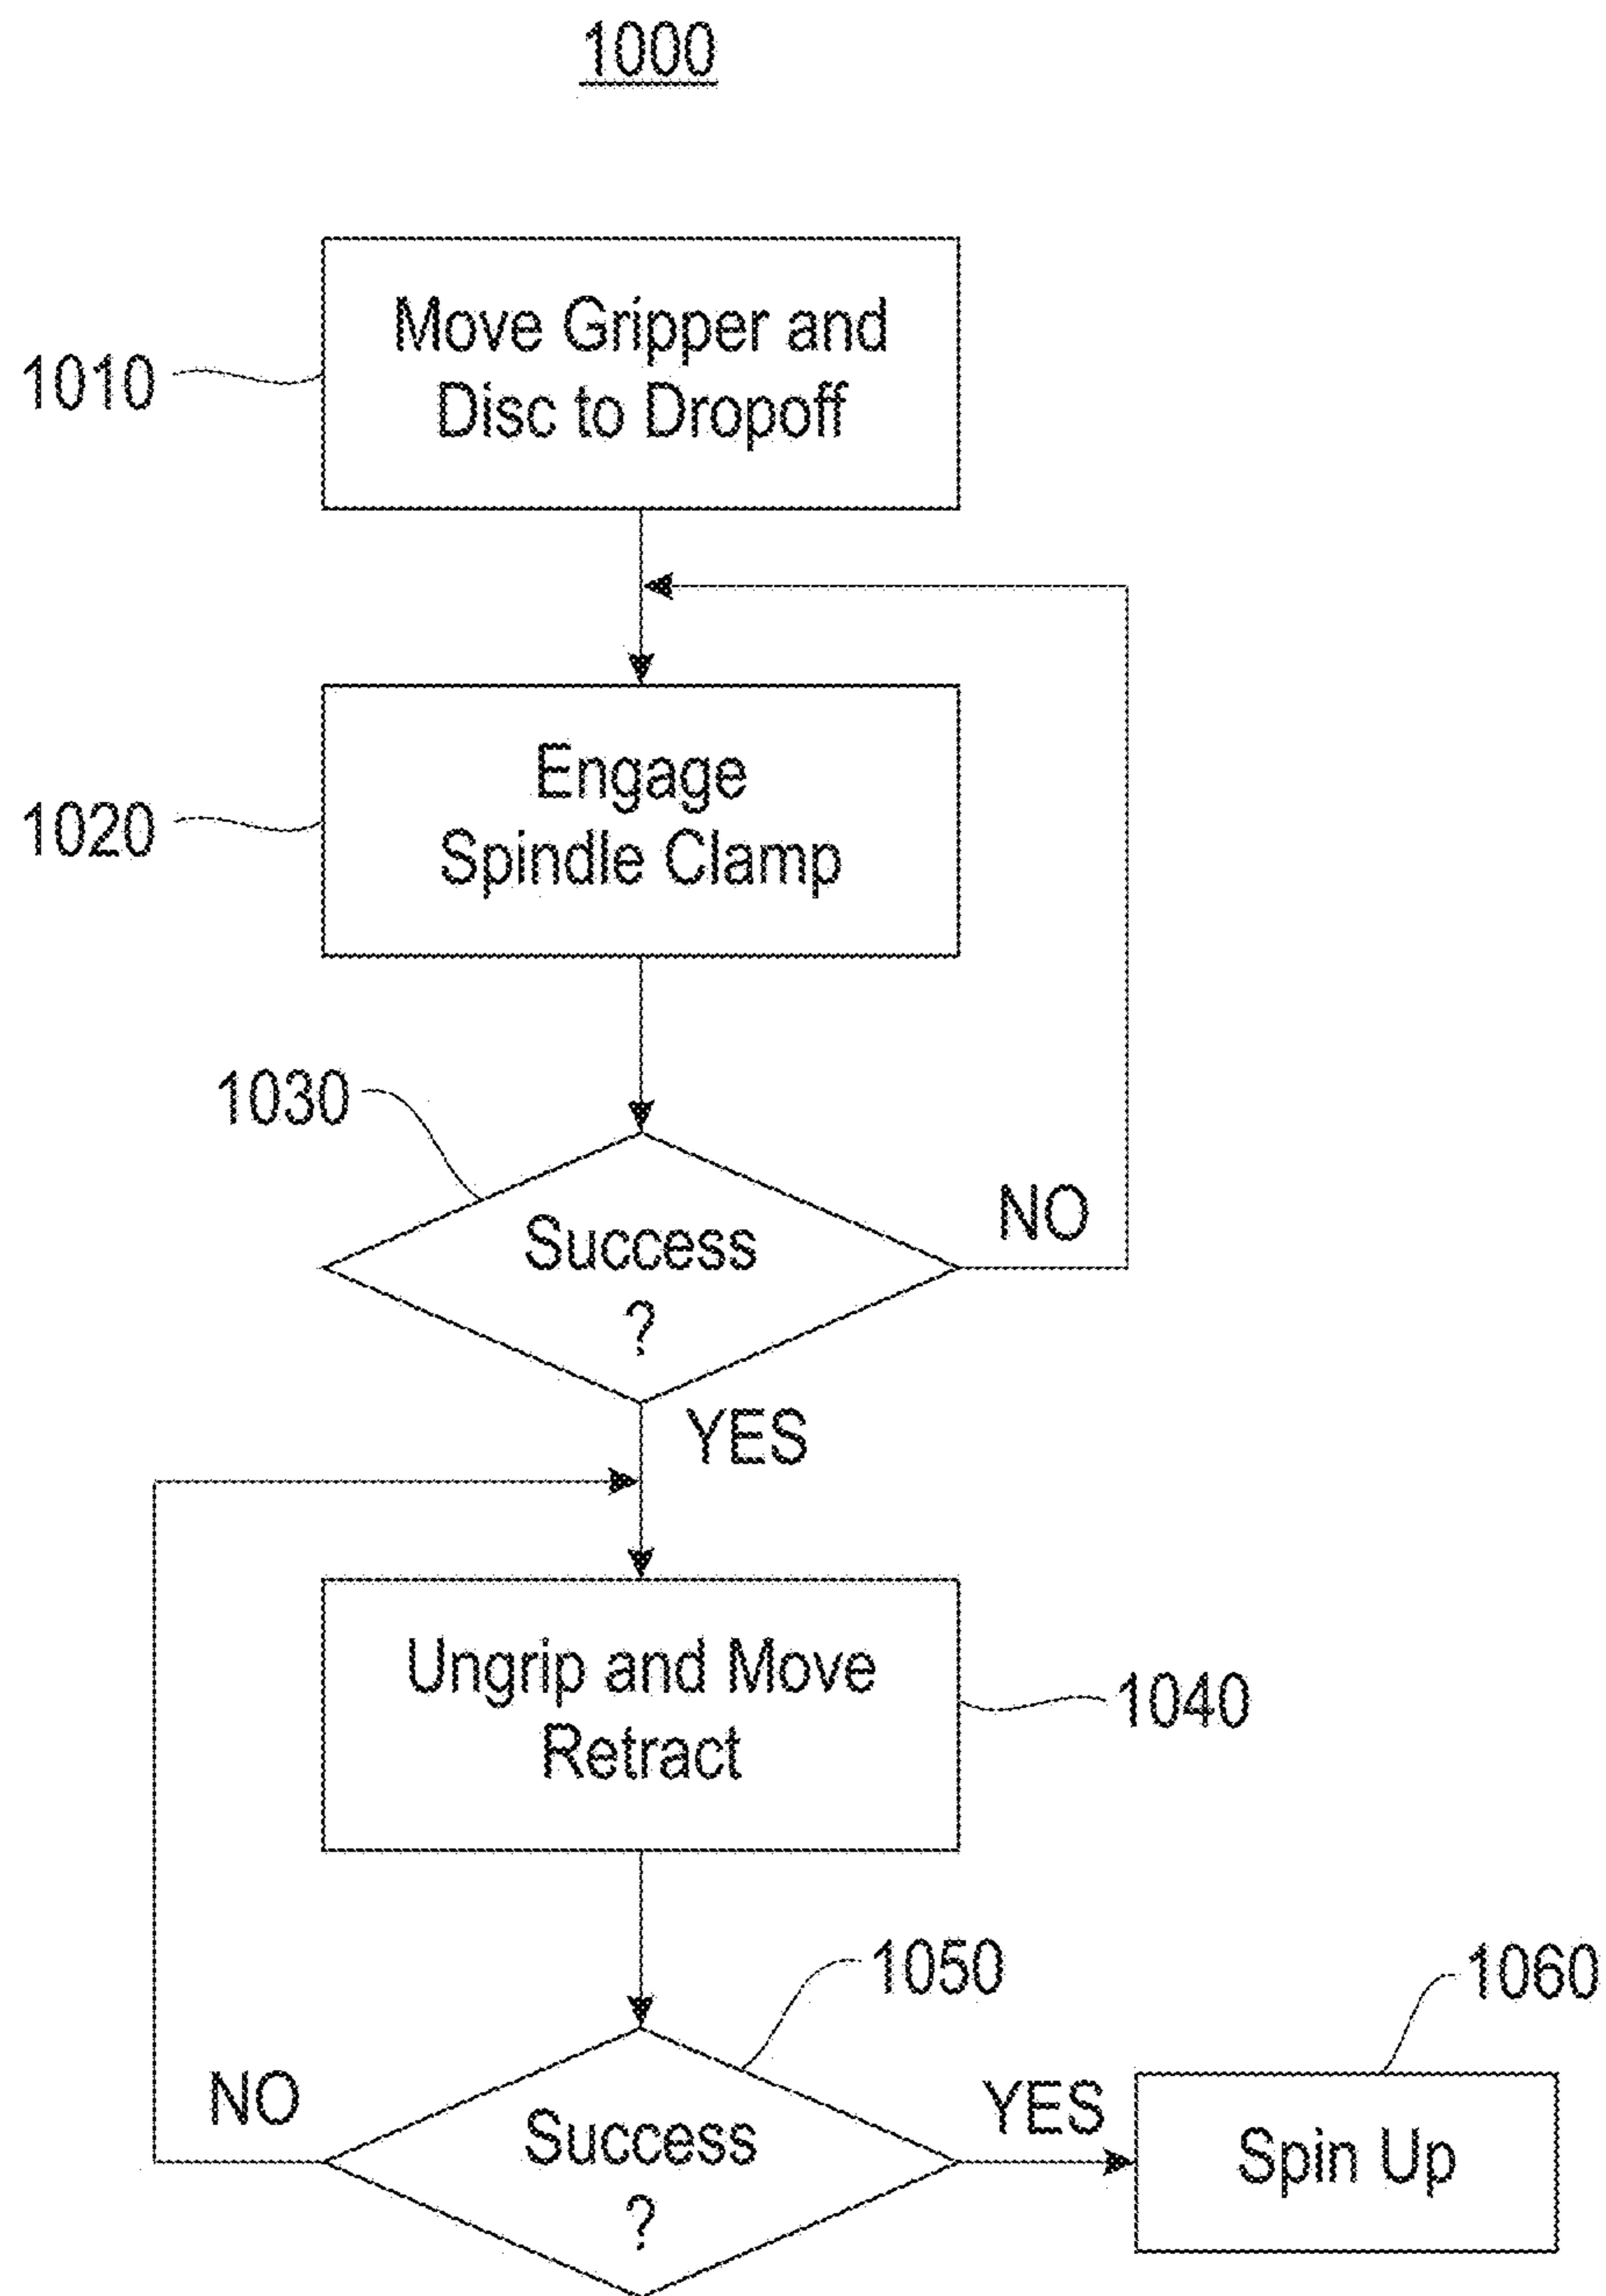 1000
Move Gripper and
Disc to Dropoff
1010
Engage
Spindle Clamp
1020
1030
Success
?
NO
YES
Ungrip and Move
Retract
1040
1050
1060
NO
Success
?
YES
Spin Up